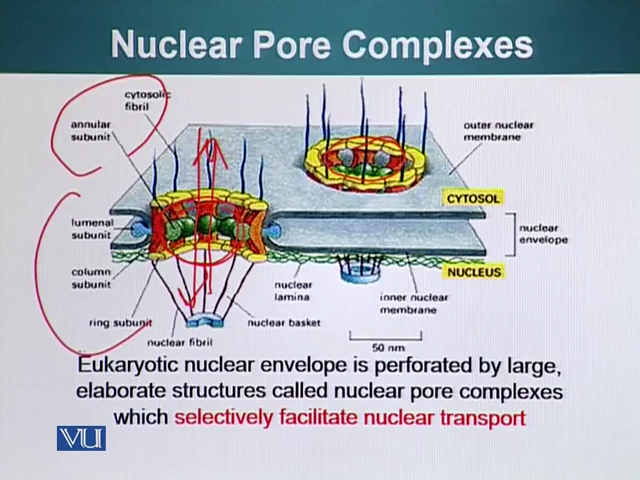 Nuclear Pore Complexes
cytosolic
fibril
annular
subunit
outer nuclear
membrane
CYTOSOL
lumenal
subunit
nuclear
envelope
column
subunit
NUCLEUS
nuclear
lamina
inner nuclear
membrane
ring subunit
nuclear basket
nuclear fibril
50 nm
Eukaryotic nuclear envelope is perforated by large,
elaborate structures called nuclear pore complexes
which selectively facilitate nuclear transport
VU